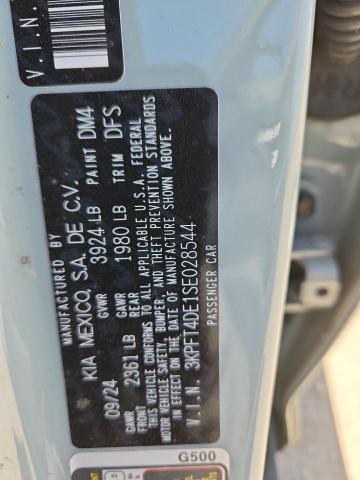 V.I.N.
MANUFACTURED BY
KIA MEXICO, S.A. DE C.V.
09/24 GVWR 3924 LB PAINT DM4
GAWR FRONT 2361 LB GAWR REAR 1980 LB TRIM DFS
THIS VEHICLE CONFORMS TO ALL APPLICABLE U.S.A. FEDERAL
MOTOR VEHICLE SAFETY, BUMPER, AND THEFT PREVENTION STANDARDS
IN EFFECT ON THE DATE OF MANUFACTURE SHOWN ABOVE.
V.I.N. 3KPFT4DE1SE028544
PASSENGER CAR
G500